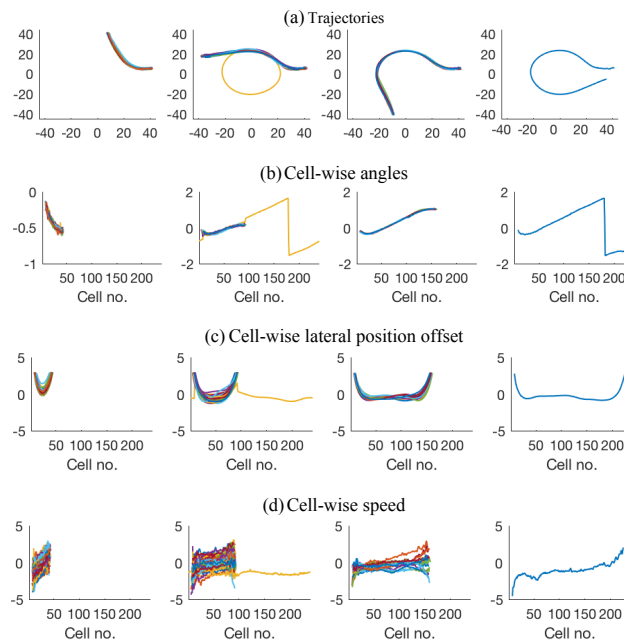 (a) Trajectories
40 40 40 40
20 20 20 20
0 0 0 0
-20 -20 -20 -20
-40 -40 -40 -40
-40 -20 0 20 40 -40 -20 0 20 40 -40 -20 0 20 40 -40 -20 0 20 40
(b) Cell-wise angles
0 2 2 2
-0.5 0 0 0
-1 -2 -2 -2
50 100 150 200 50 100 150 200 50 100 150 200 50 100 150 200
Cell no. Cell no. Cell no. Cell no.
(c) Cell-wise lateral position offset
5 5 5 5
0 0 0 0
-5 -5 -5 -5
50 100 150 200 50 100 150 200 50 100 150 200 50 100 150 200
Cell no. Cell no. Cell no. Cell no.
(d) Cell-wise speed
5 5 5 5
0 0 0 0
-5 -5 -5 -5
50 100 150 200 50 100 150 200 50 100 150 200 50 100 150 200
Cell no. Cell no. Cell no. Cell no.